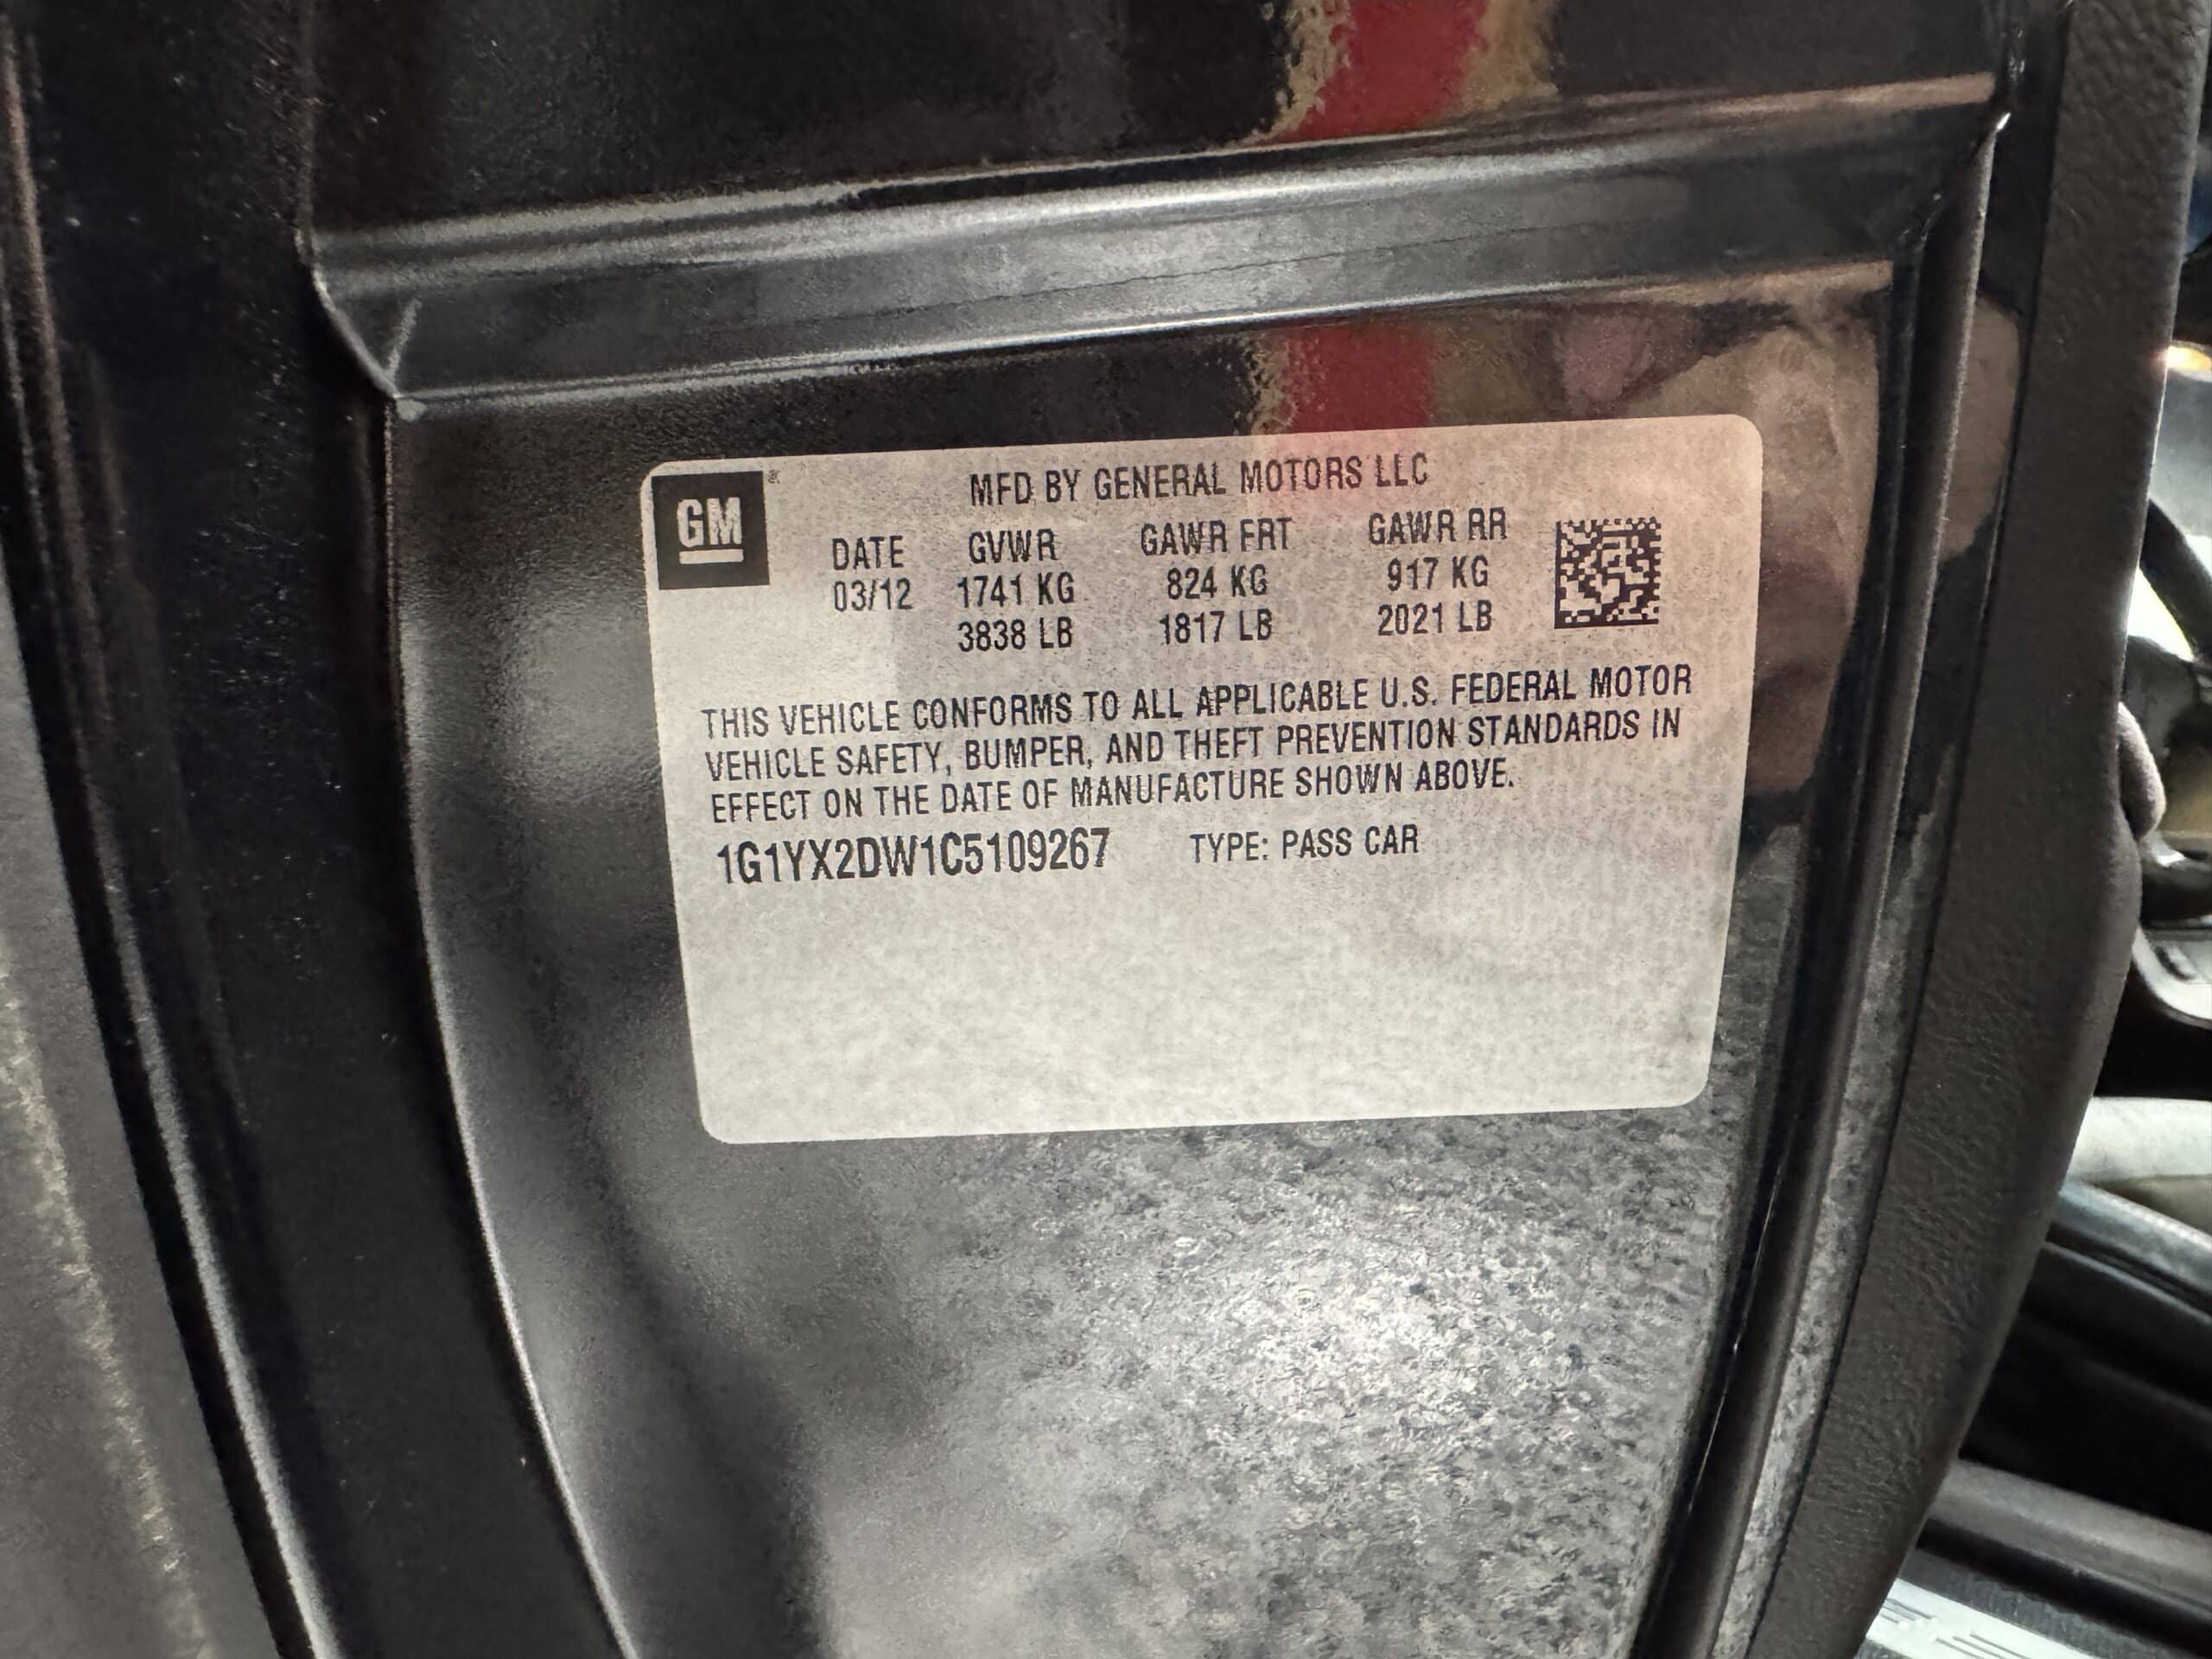 GM
MFD BY GENERAL MOTORS LLC
DATE GVWR GAWR FRT GAWR RR
03/12 1741 KG 824 KG 917 KG
3838 LB 1817 LB 2021 LB
THIS VEHICLE CONFORMS TO ALL APPLICABLE U.S. FEDERAL MOTOR
VEHICLE SAFETY, BUMPER, AND THEFT PREVENTION STANDARDS IN
EFFECT ON THE DATE OF MANUFACTURE SHOWN ABOVE.
1G1YX2DW1C5109267 TYPE: PASS CAR